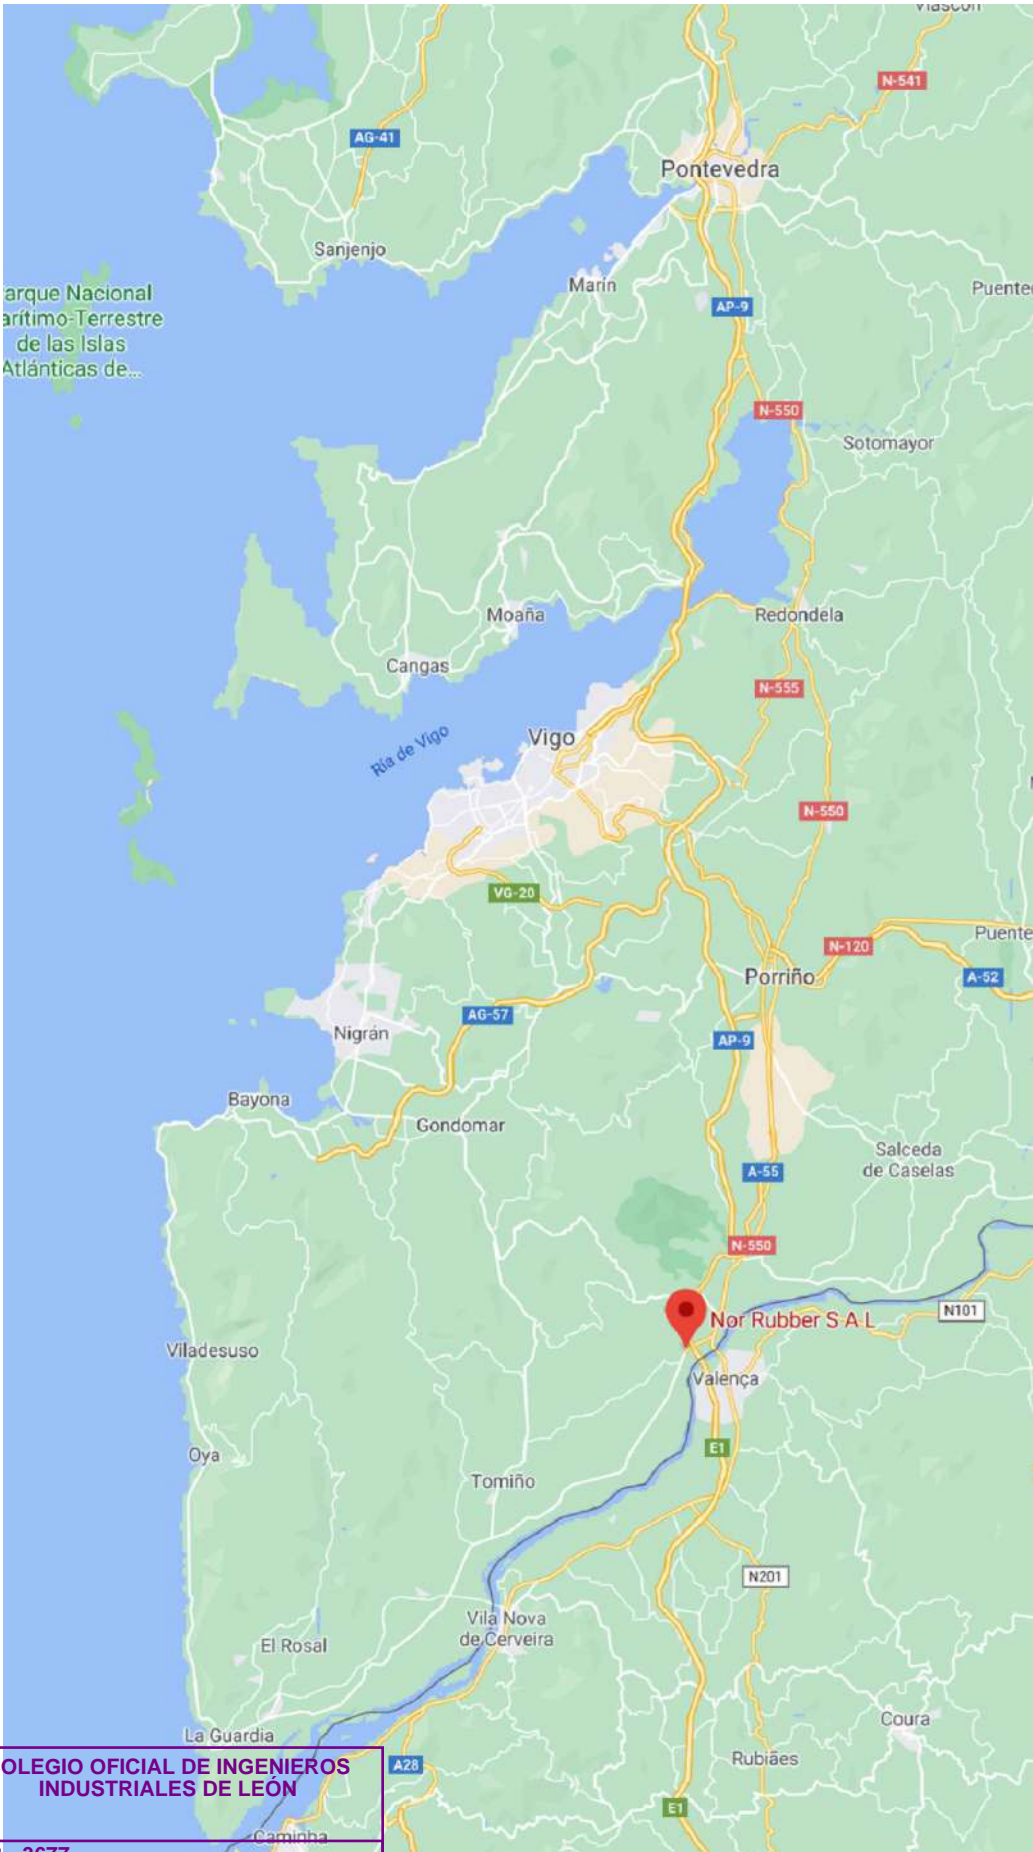 Viascón
N-541
AG-41
Pontevedra
Sanjenjo
Marín
arque Nacional
arítimo-Terrestre
de las Islas
Atlánticas de...
AP-9
N-550
Sotomayor
Moaña
Redondela
Cangas
N-555
Ría de Vigo
Vigo
N-550
VG-20
Puente
N-120
Porriño
A-52
AG-57
Nigrán
AP-9
Bayona
Gondomar
Salceda
de Caselas
A-55
N-550
Nor Rubber S A L
N101
Viladesuso
Valença
E1
Oya
Tomiño
N201
Vila Nova
de Cerveira
El Rosal
Coura
La Guardia
Rubiães
A28
E1
Caminha
OLEGIO OFICIAL DE INGENIEROS
INDUSTRIALES DE LEÓN
3677